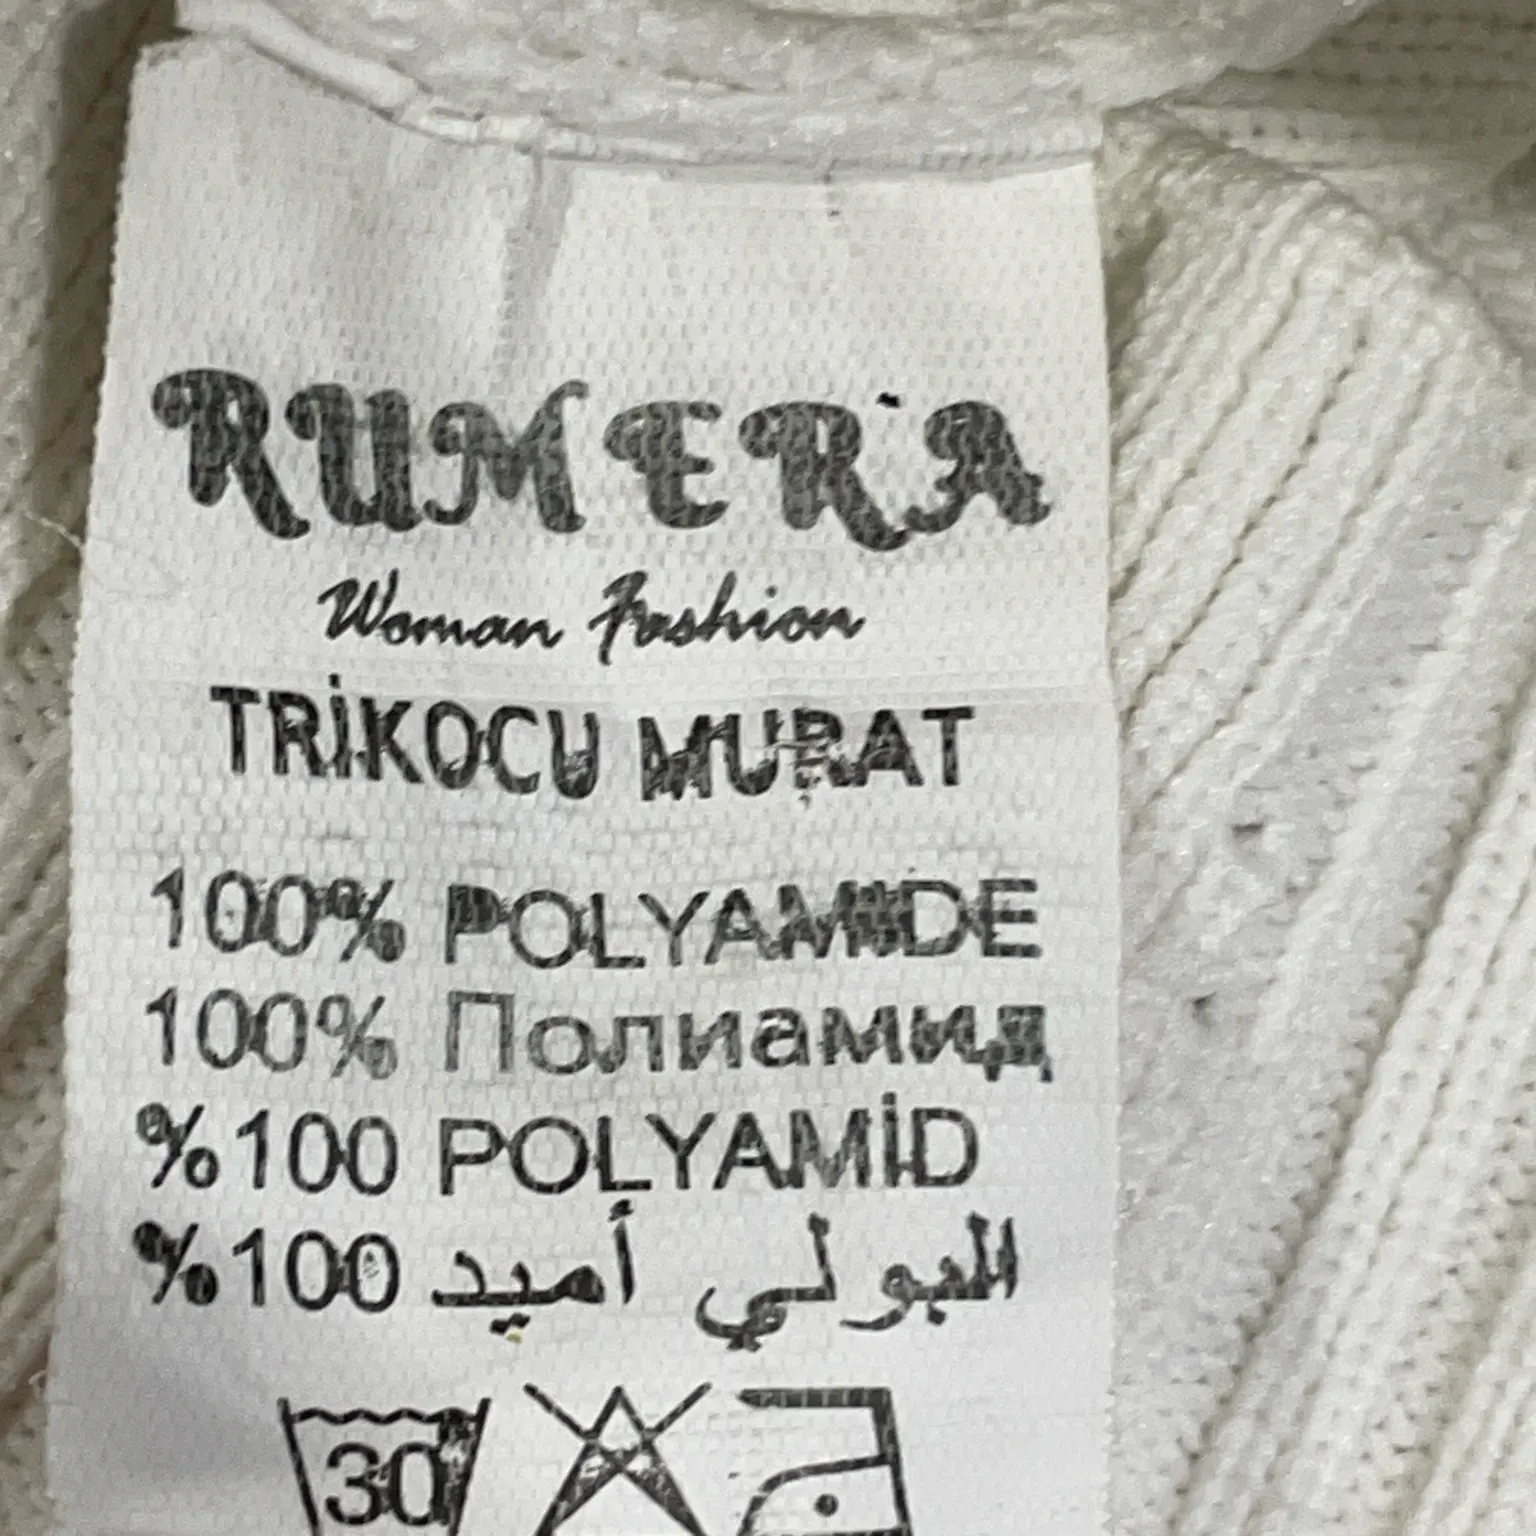 RUMERA
Woman Fashion
TRİKOCU MURAT
100% POLYAMIDE
100% Полиамид
%100 POLYAMİD
%100 البولي أميد
30